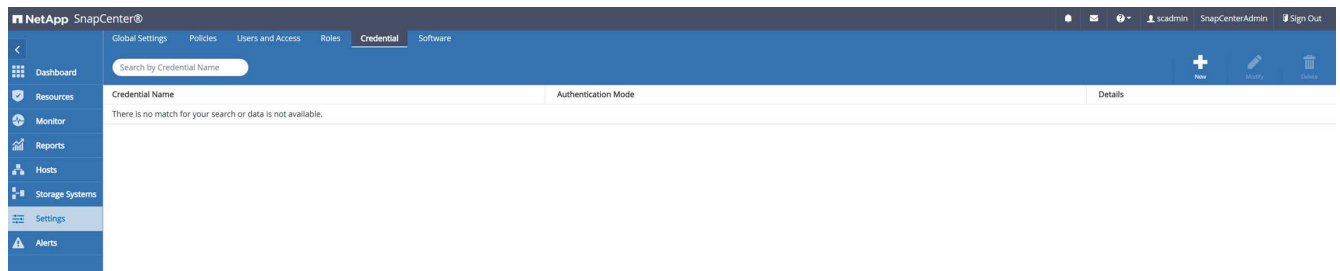 NetApp SnapCenter®
scadmin SnapCenterAdmin Sign Out
Global Settings Policies Users and Access Roles Credential Software
Search by Credential Name
New Modify Delete
Dashboard
Resources
Monitor
Reports
Hosts
Storage Systems
Settings
Alerts
Credential Name Authentication Mode Details
There is no match for your search or data is not available.